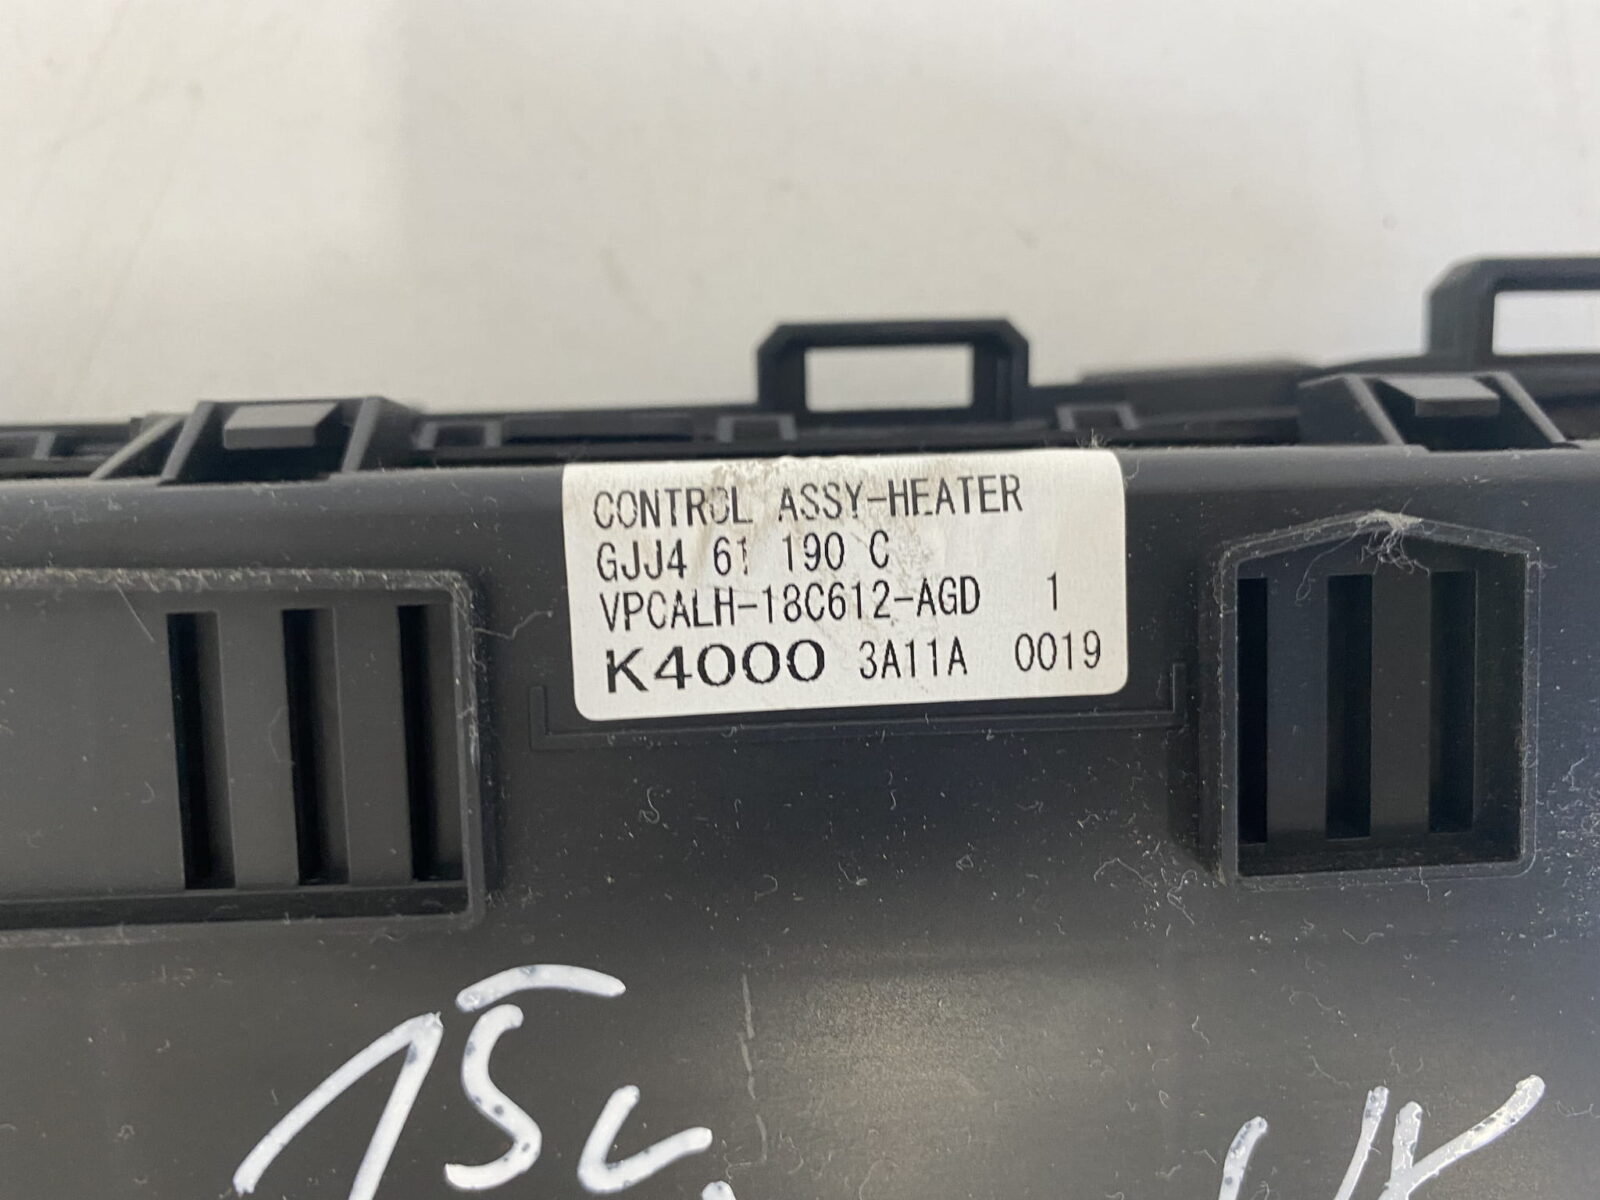 CONTROL ASSY-HEATER
GJJ4 61 190 C
VPCALH-18C612-AGD 1
K4000 3A11A 0019